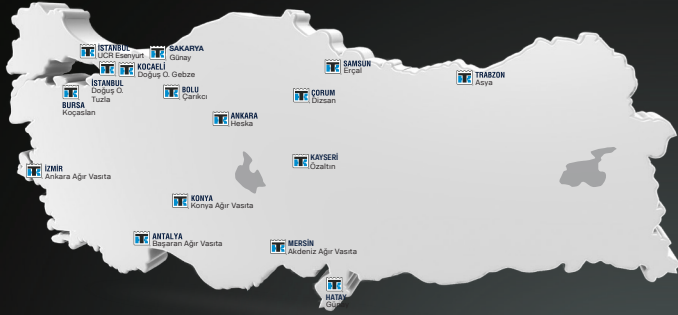 İSTANBUL
UCR Esenyurt
SAKARYA
Günay
KOCAELİ
Doğuş O. Gebze
İSTANBUL
Doğuş O.
Tuzla
BURSA
Koçaslan
BOLU
Çarıkcı
ANKARA
Heska
SAMSUN
Erçal
ÇORUM
Dizsan
TRABZON
Asya
KAYSERİ
Özaltın
İZMİR
Ankara Ağır Vasıta
KONYA
Konya Ağır Vasıta
ANTALYA
Başaran Ağır Vasıta
MERSİN
Akdeniz Ağır Vasıta
HATAY